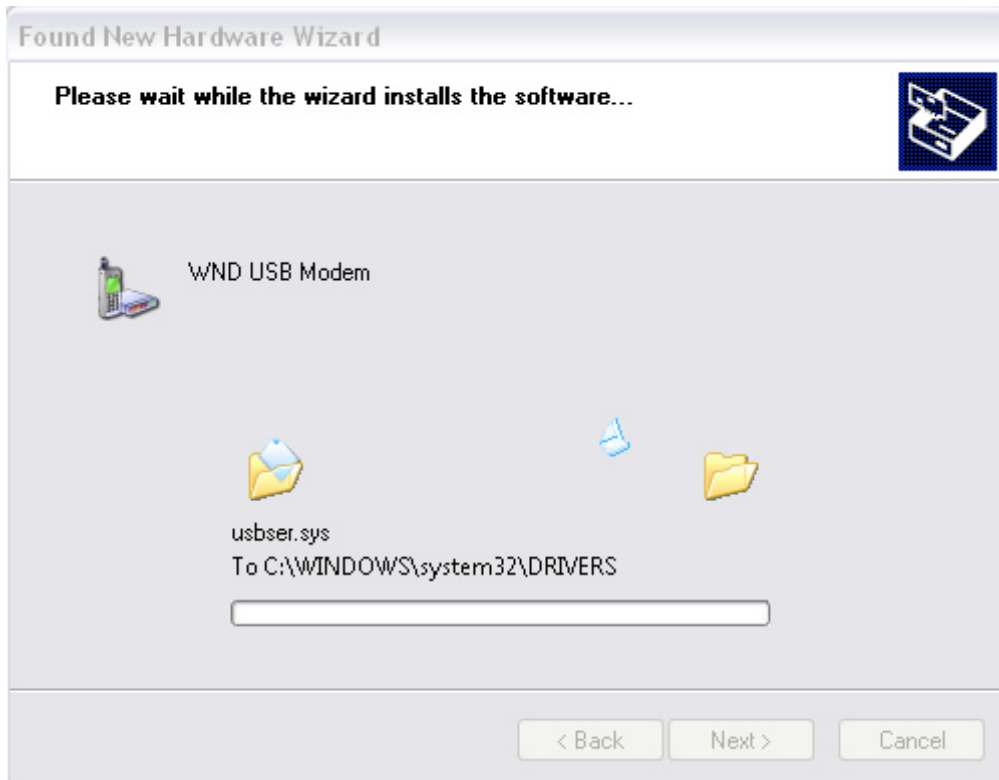 Found New Hardware Wizard
Please wait while the wizard installs the software...
WND USB Modem
usbser.sys
To C:\WINDOWS\system32\DRIVERS
< Back
Next >
Cancel